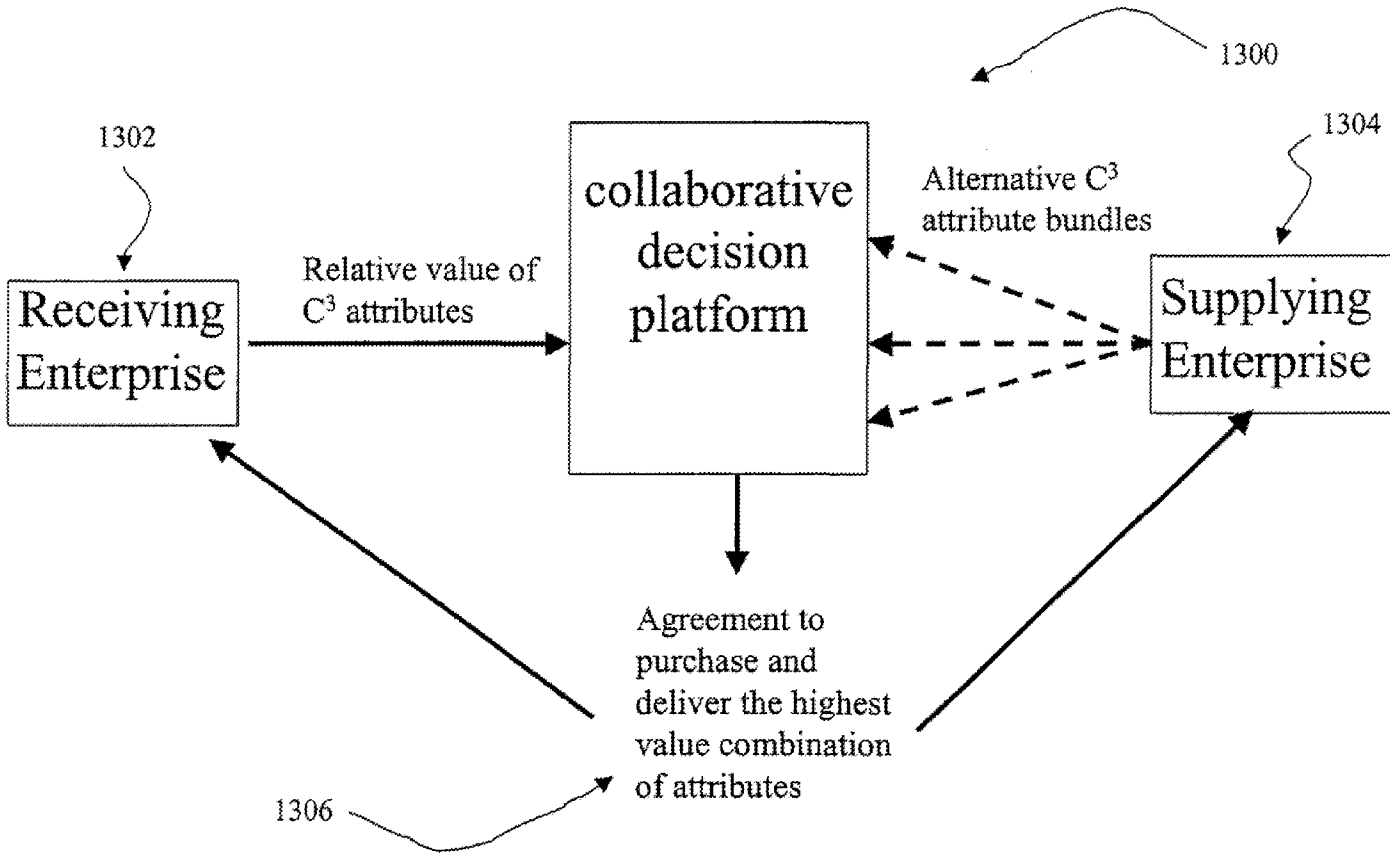 1300
1302
1304
collaborative
decision
platform
Alternative C³
attribute bundles
Relative value of
C³ attributes
Receiving
Enterprise
Supplying
Enterprise
Agreement to
purchase and
deliver the highest
value combination
of attributes
1306